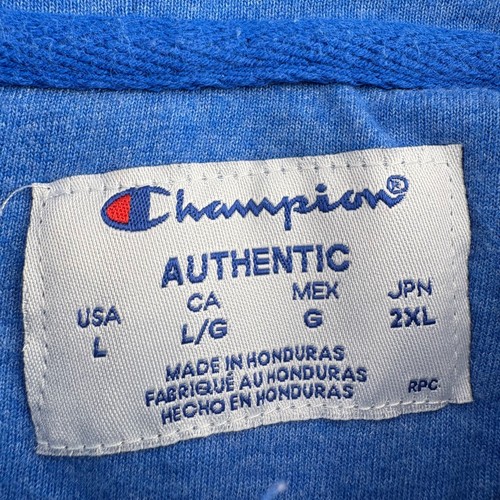 Champion®
AUTHENTIC
USA CA MEX JPN
L L/G G 2XL
MADE IN HONDURAS
FABRIQUÉ AU HONDURAS
HECHO EN HONDURAS
RPC